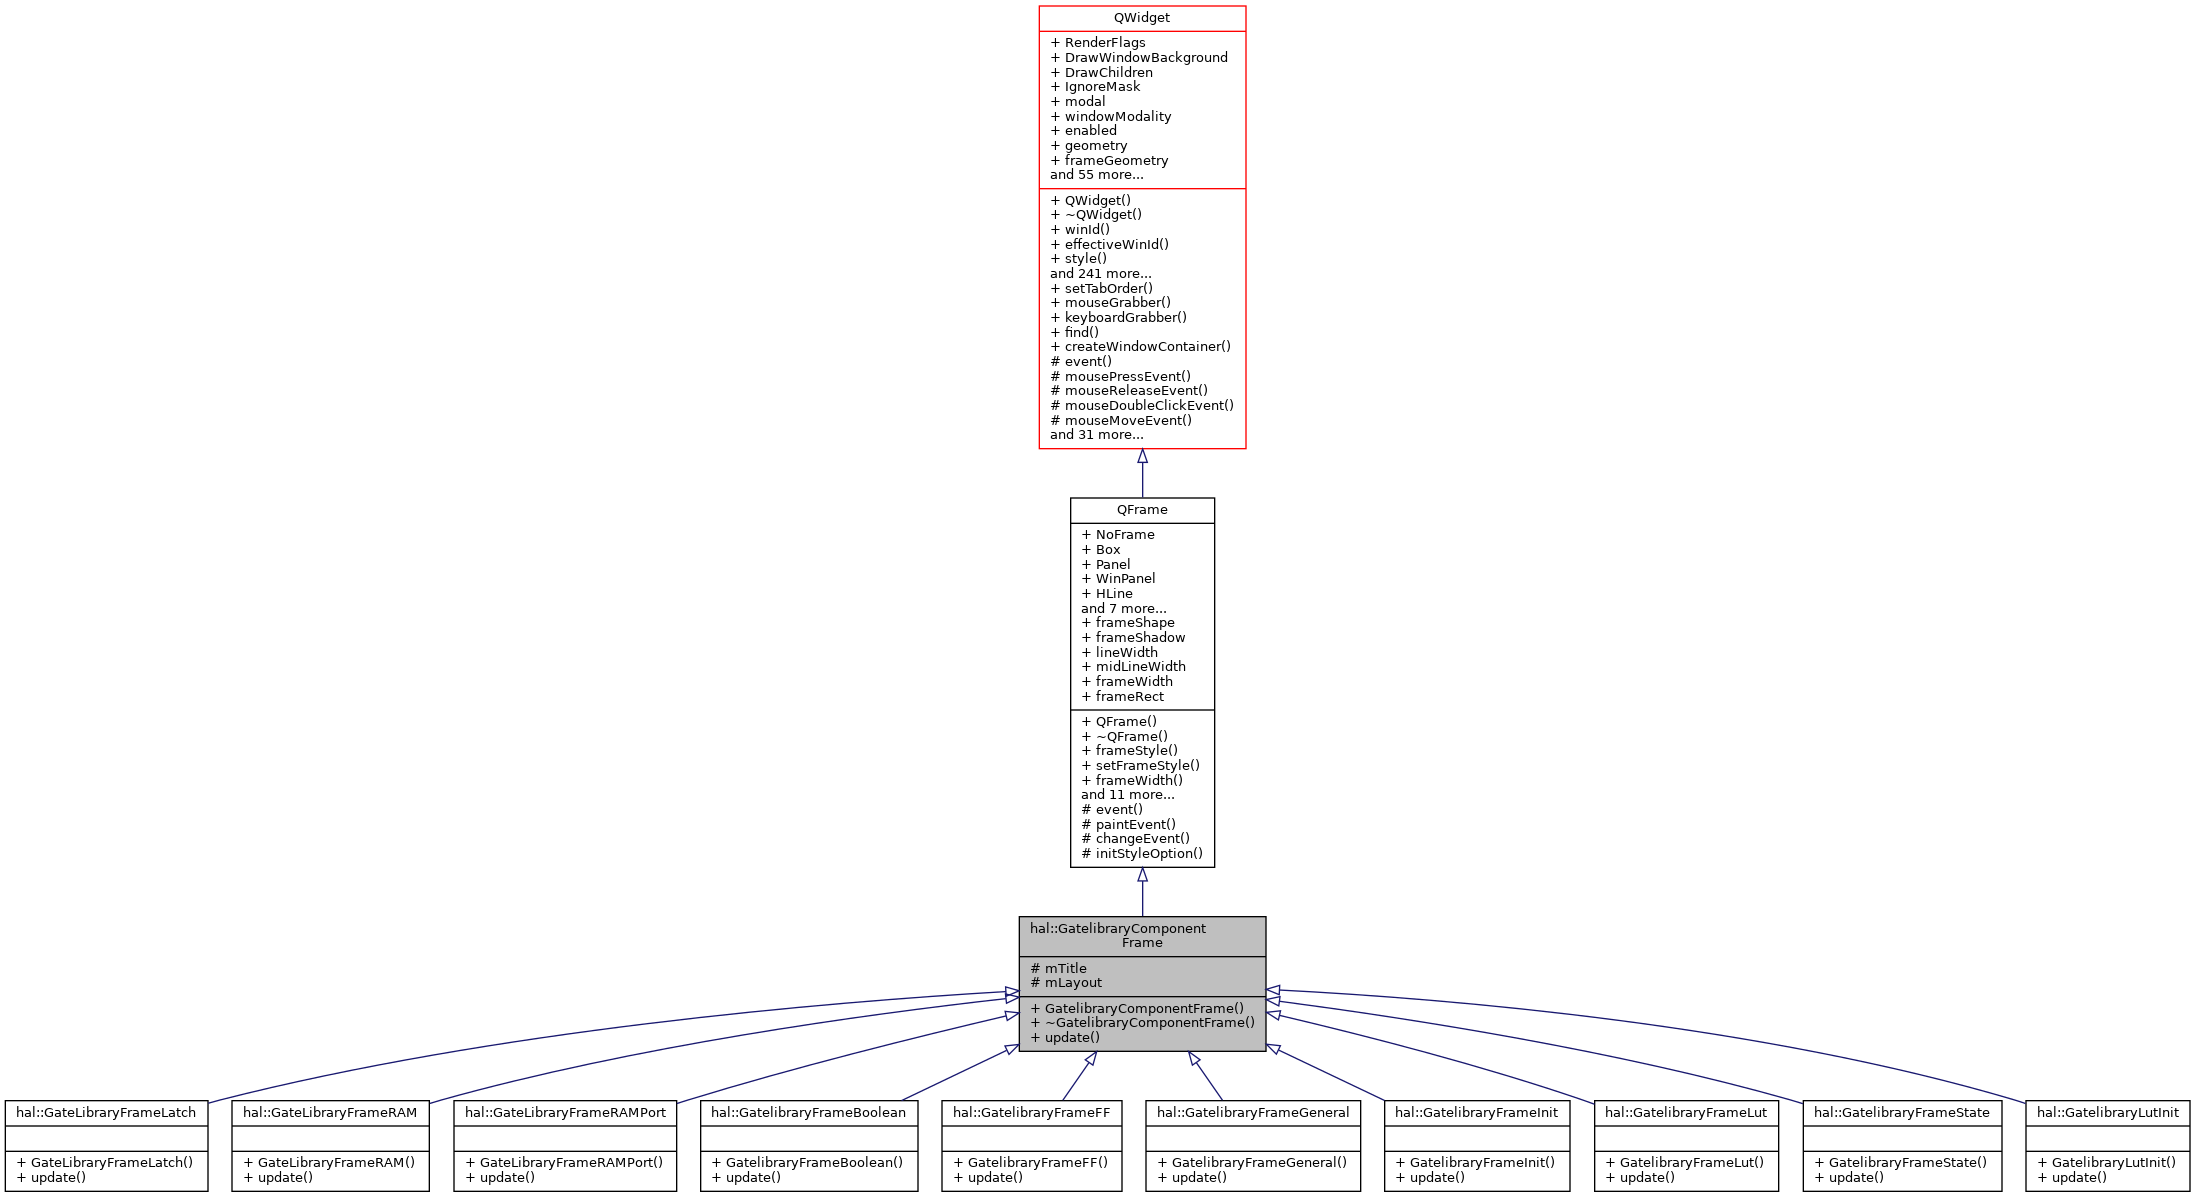 QWidget
+ RenderFlags
+ DrawWindowBackground
+ DrawChildren
+ IgnoreMask
+ modal
+ windowModality
+ enabled
+ geometry
+ frameGeometry
and 55 more...
+ QWidget()
+ ~QWidget()
+ winId()
+ effectiveWinId()
+ style()
and 241 more...
+ setTabOrder()
+ mouseGrabber()
+ keyboardGrabber()
+ find()
+ createWindowContainer()
# event()
# mousePressEvent()
# mouseReleaseEvent()
# mouseDoubleClickEvent()
# mouseMoveEvent()
and 31 more...
QFrame
+ NoFrame
+ Box
+ Panel
+ WinPanel
+ HLine
and 7 more...
+ frameShape
+ frameShadow
+ lineWidth
+ midLineWidth
+ frameWidth
+ frameRect
+ QFrame()
+ ~QFrame()
+ frameStyle()
+ setFrameStyle()
+ frameWidth()
and 11 more...
# event()
# paintEvent()
# changeEvent()
# initStyleOption()
hal::GatelibraryComponent
Frame
# mTitle
# mLayout
+ GatelibraryComponentFrame()
+ ~GatelibraryComponentFrame()
+ update()
hal::GateLibraryFrameLatch
+ GateLibraryFrameLatch()
+ update()
hal::GateLibraryFrameRAM
+ GateLibraryFrameRAM()
+ update()
hal::GateLibraryFrameRAMPort
+ GateLibraryFrameRAMPort()
+ update()
hal::GatelibraryFrameBoolean
+ GatelibraryFrameBoolean()
+ update()
hal::GatelibraryFrameFF
+ GatelibraryFrameFF()
+ update()
hal::GatelibraryFrameGeneral
+ GatelibraryFrameGeneral()
+ update()
hal::GatelibraryFrameInit
+ GatelibraryFrameInit()
+ update()
hal::GatelibraryFrameLut
+ GatelibraryFrameLut()
+ update()
hal::GatelibraryFrameState
+ GatelibraryFrameState()
+ update()
hal::GatelibraryLutInit
+ GatelibraryLutInit()
+ update()